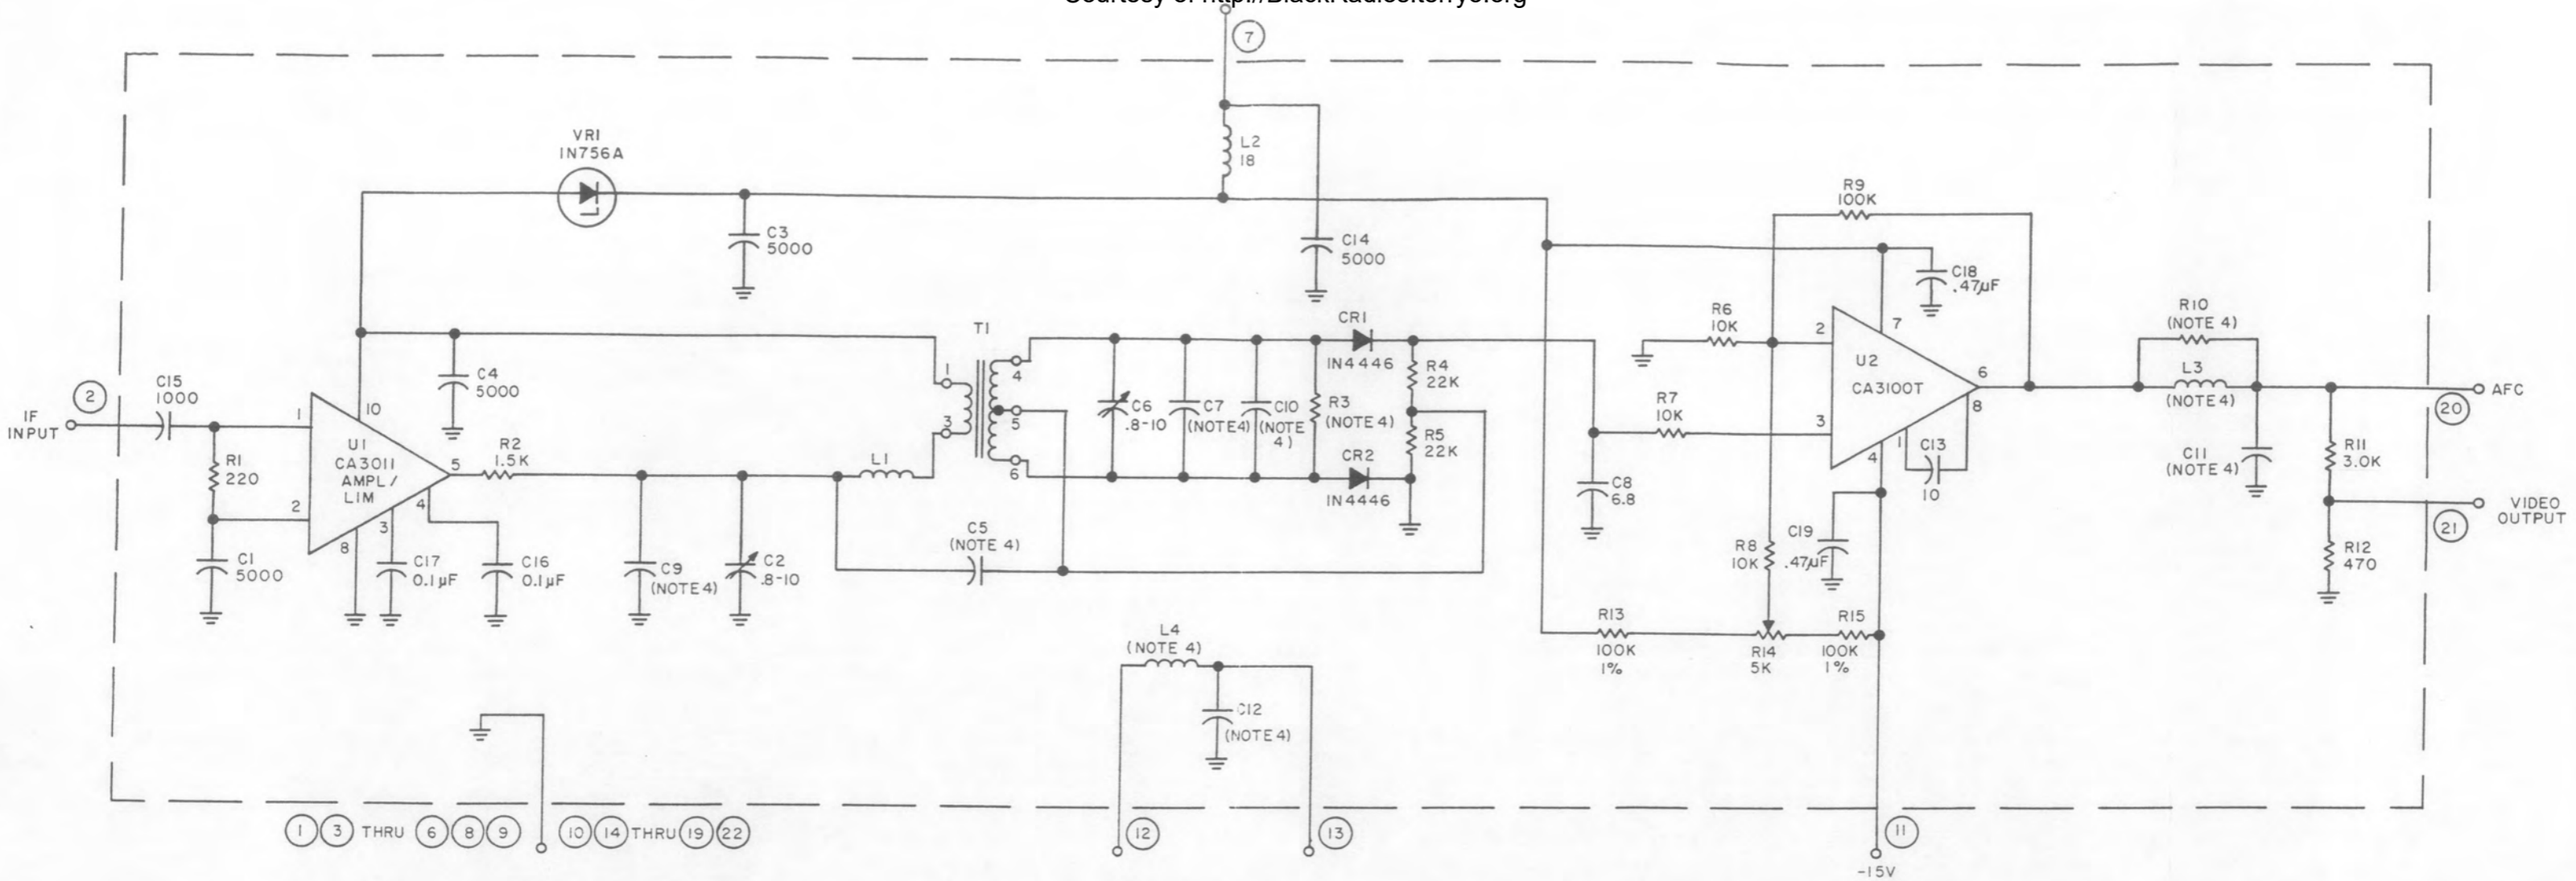 Courtesy of http://BlackRadios.terryo.org
7
VR1
1N756A
L2
18
C3
5000
C14
5000
R9
100K
C18
.47µF
R10
(NOTE 4)
L3
(NOTE 4)
2
IF
INPUT
C15
1000
R1
220
C1
5000
1
2
10
U1
CA3011
AMPL/
LIM
8
3
4
5
C17
0.1µF
C16
0.1µF
C4
5000
R2
1.5K
C9
(NOTE 4)
C2
.8-10
L1
C5
(NOTE 4)
T1
1
3
4
5
6
C6
.8-10
C7
(NOTE 4)
C10
(NOTE
4)
R3
(NOTE 4)
CR1
1N4446
CR2
1N4446
R4
22K
R5
22K
C8
6.8
R6
10K
R7
10K
2
3
7
U2
CA3100T
6
8
1
4
C13
10
R8
10K
C19
.47µF
R13
100K
1%
R14
5K
R15
100K
1%
C11
(NOTE 4)
R11
3.0K
R12
470
AFC
20
VIDEO
OUTPUT
21
L4
(NOTE 4)
C12
(NOTE 4)
1 3 THRU 6 8 9 10 14 THRU 19 22
12
13
11
-15V